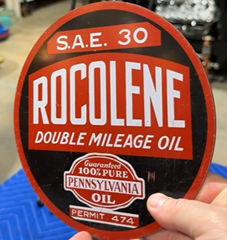 S.A.E. 30
ROCOLENE
DOUBLE MILEAGE OIL
Guaranteed
100% PURE
PENNSYLVANIA
OIL
PERMIT 474